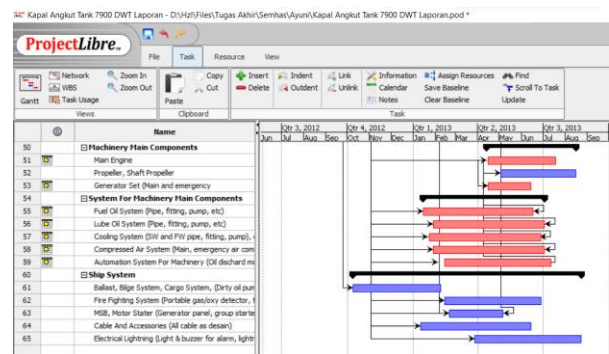 Kapal Angkut Tank 7900 DWT Laporan - D:\Hzl\Files\Tugas Akhir\Semhas\Ayuni\Kapal Angkut Tank 7900 DWT Laporan.pod *
ProjectLibre
File Task Resource View
Network Zoom In Copy Insert Indent Link Information Assign Resources Find
WBS Zoom Out Cut Delete Outdent Unlink Calendar Save Baseline Scroll To Task
Gantt Task Usage Paste Notes Clear Baseline Update
Views Clipboard Task
Name Qtr 3, 2012 Qtr 4, 2012 Qtr 1, 2013 Qtr 2, 2013 Qtr 3, 2013
Jun Jul Aug Sep Oct Nov Dec Jan Feb Mar Apr May Jun Jul Aug Sep
50 Machinery Main Components
51 Main Engine
52 Propeller, Shaft Propeller
53 Generator Set (Main and emergency
54 System For Machinery Main Components
55 Fuel Oil System (Pipe, fitting, pump, etc)
56 Lube Oil System (Pipe, fitting, pump, etc)
57 Cooling System (SW and FW pipe, fitting, pump),
58 Compressed Air System (Main, emergency air com
59 Automation System For Machinery (Oil dischard m
60 Ship System
61 Ballast, Bilge System, Cargo System, (Dirty oil pum
62 Fire Fighting System (Portable gas/oxy detector, f
63 MSB, Motor Stater (Generator panel, group starte
64 Cable And Accessories (All cable as desain)
65 Electrical Lightning (Light & buzzer for alarm, lightr